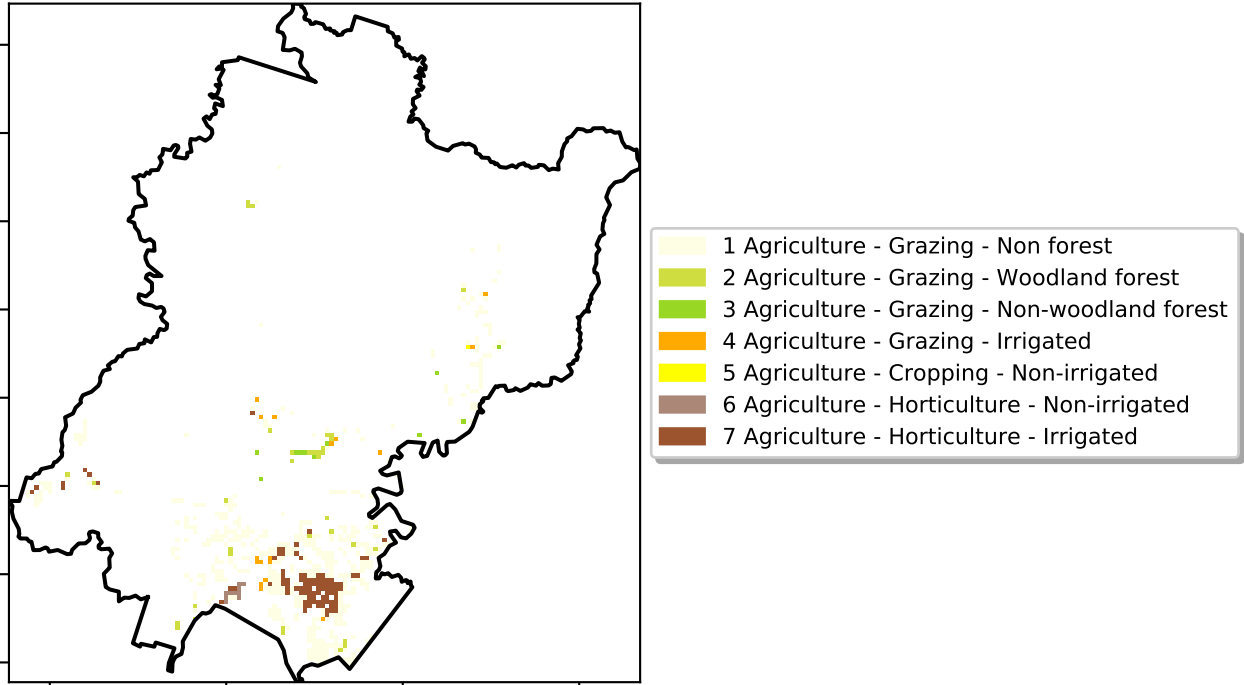 1 Agriculture - Grazing - Non forest
2 Agriculture - Grazing - Woodland forest
3 Agriculture - Grazing - Non-woodland forest
4 Agriculture - Grazing - Irrigated
5 Agriculture - Cropping - Non-irrigated
6 Agriculture - Horticulture - Non-irrigated
7 Agriculture - Horticulture - Irrigated